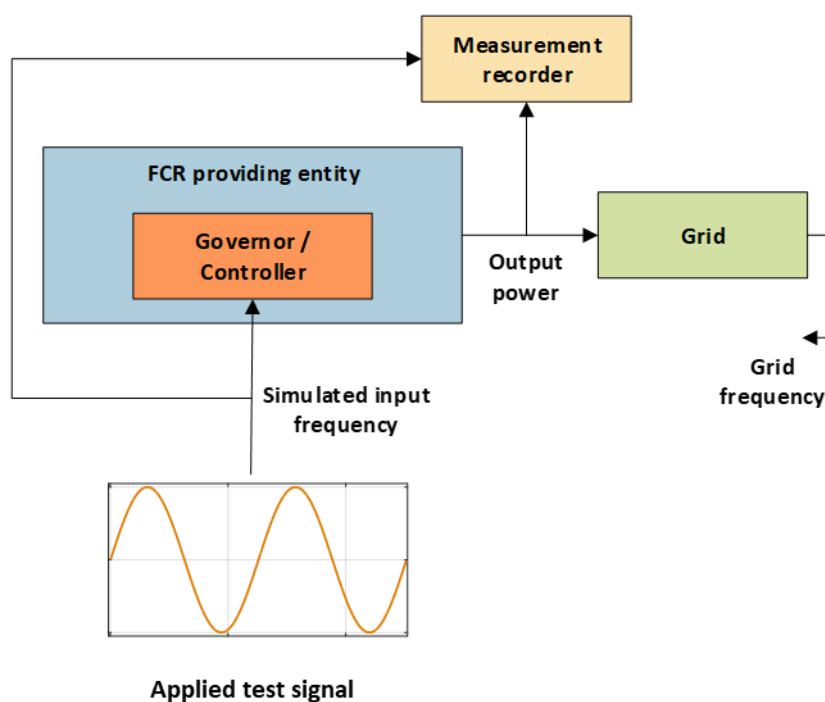 Measurement
recorder
FCR providing entity
Governor /
Controller
Grid
Output
power
Grid
frequency
Simulated input
frequency
Applied test signal